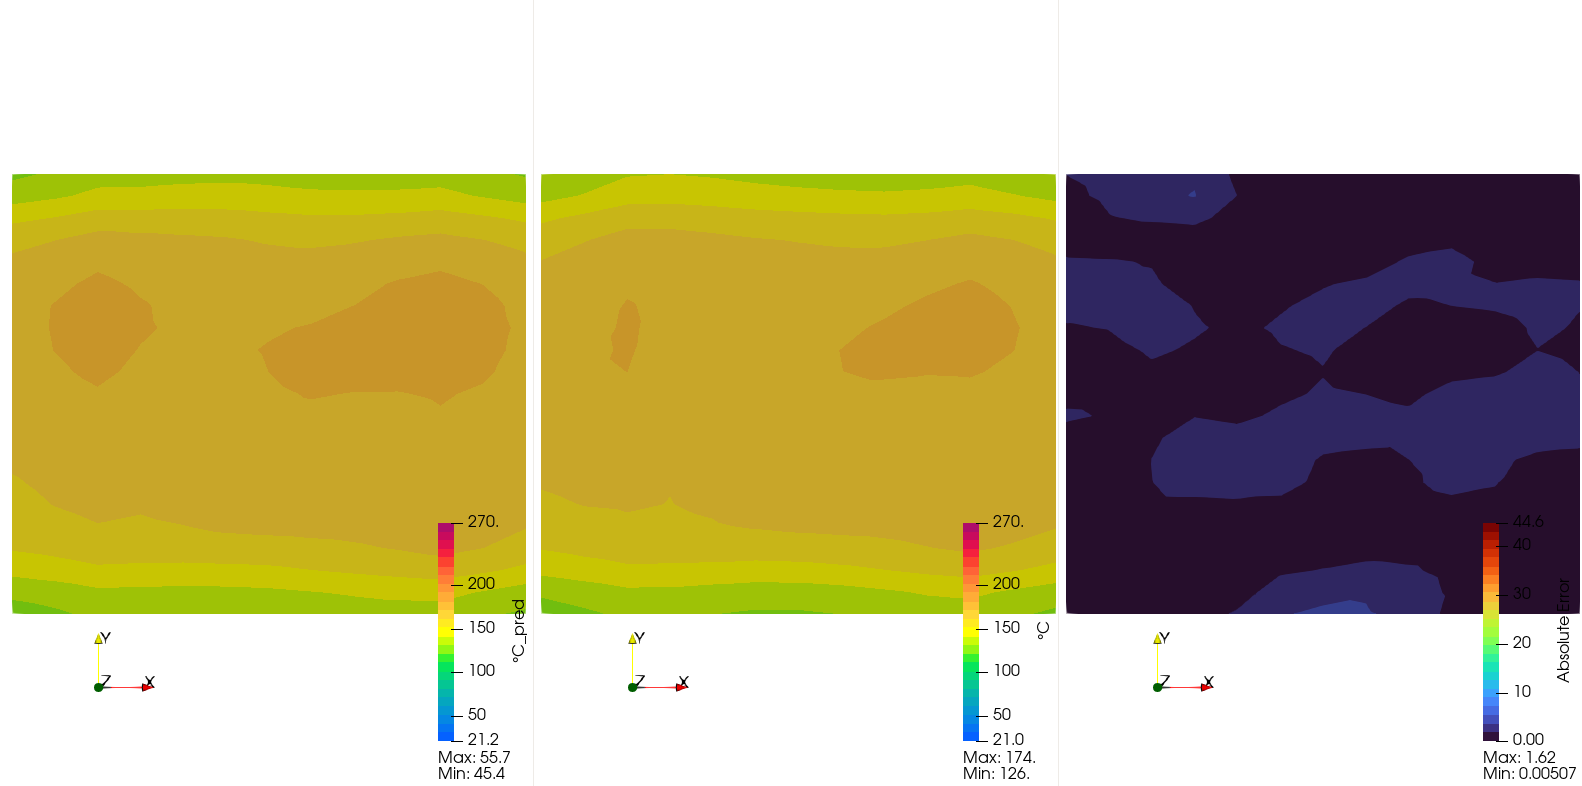 270.
200
150
100
50
21.2
°C_pred
Max: 55.7
Min: 45.4
Y
Z
X
270.
200
150
100
50
21.0
°C
Max: 174.
Min: 126.
Y
Z
X
44.6
40
30
20
10
0.00
Absolute Error
Max: 1.62
Min: 0.00507
Y
Z
X